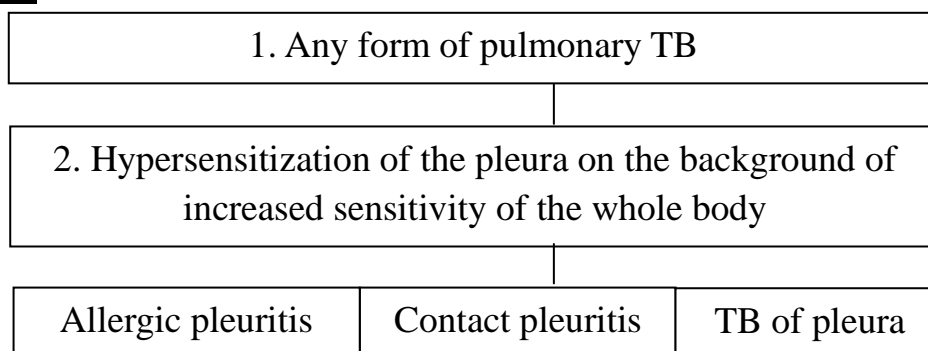 1. Any form of pulmonary TB
2. Hypersensitization of the pleura on the background of
increased sensitivity of the whole body
Allergic pleuritis
Contact pleuritis
TB of pleura